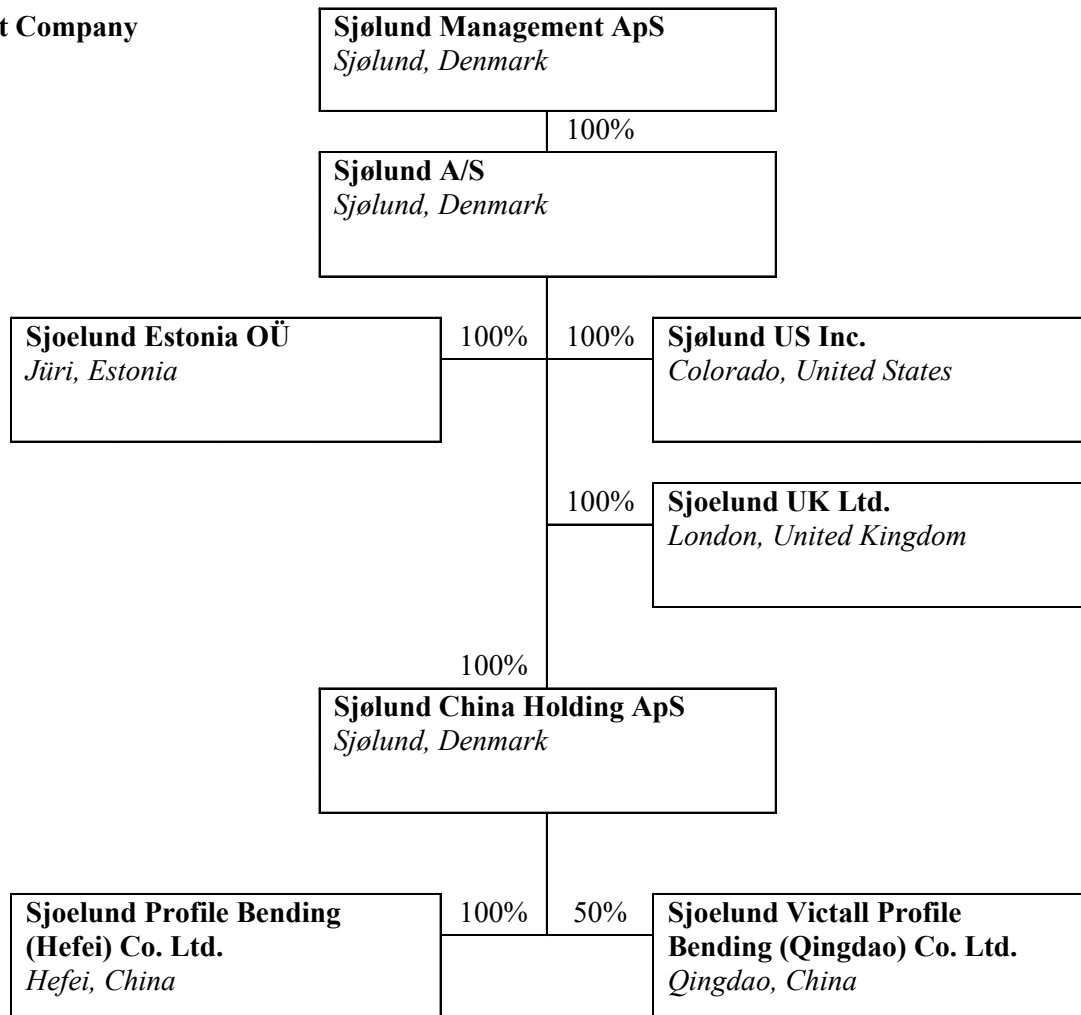 t Company
Sjølund Management ApS
Sjølund, Denmark
100%
Sjølund A/S
Sjølund, Denmark
Sjoelund Estonia OÜ
Jüri, Estonia
100%
100%
Sjølund US Inc.
Colorado, United States
100%
Sjoelund UK Ltd.
London, United Kingdom
100%
Sjølund China Holding ApS
Sjølund, Denmark
Sjoelund Profile Bending
(Hefei) Co. Ltd.
Hefei, China
100%
50%
Sjoelund Victall Profile
Bending (Qingdao) Co. Ltd.
Qingdao, China